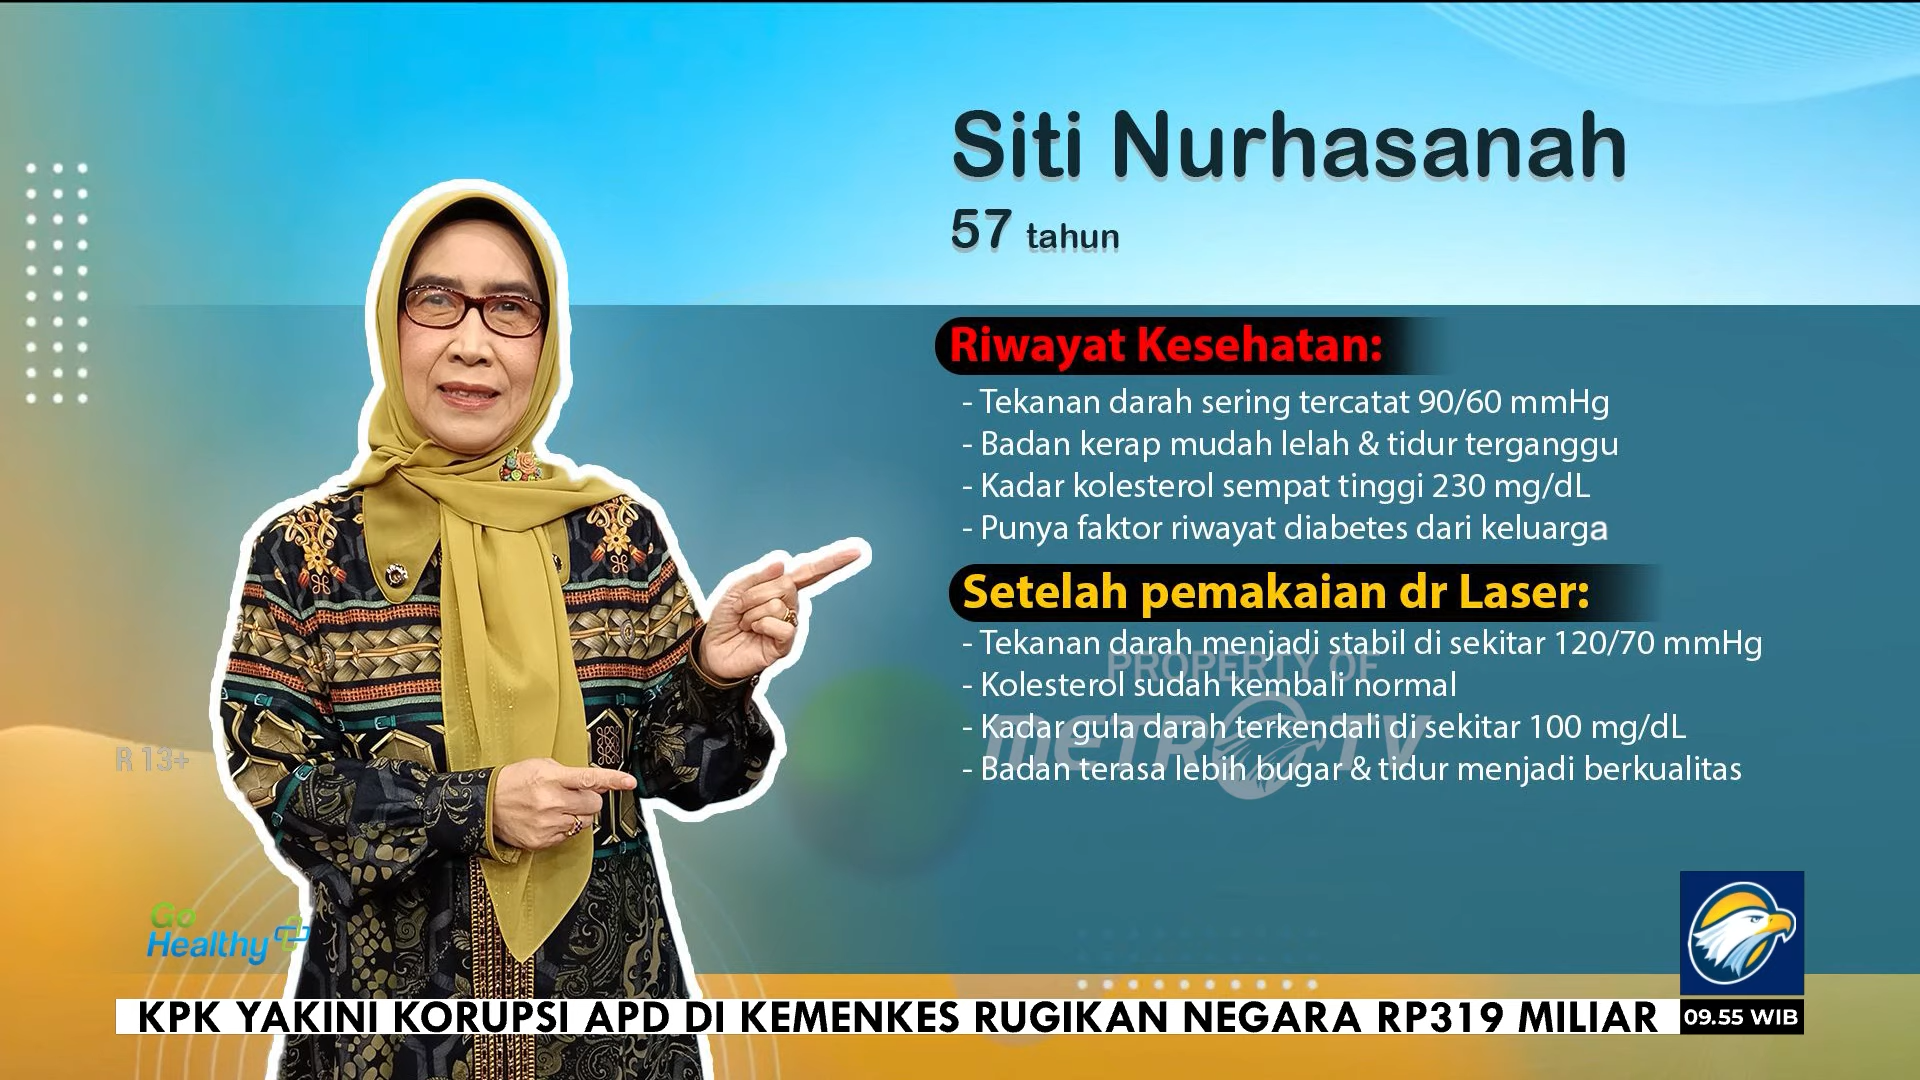 Siti Nurhasanah
57 tahun
Riwayat Kesehatan:
- Tekanan darah sering tercatat 90/60 mmHg
- Badan kerap mudah lelah & tidur terganggu
- Kadar kolesterol sempat tinggi 230 mg/dL
- Punya faktor riwayat diabetes dari keluarga
Setelah pemakaian dr Laser:
- Tekanan darah menjadi stabil di sekitar 120/70 mmHg
- Kolesterol sudah kembali normal
- Kadar gula darah terkendali di sekitar 100 mg/dL
- Badan terasa lebih bugar & tidur menjadi berkualitas
PROPERTY OF
METRO TV
R 13+
Go
Healthy
KPK YAKINI KORUPSI APD DI KEMENKES RUGIKAN NEGARA RP319 MILIAR
09.55 WIB